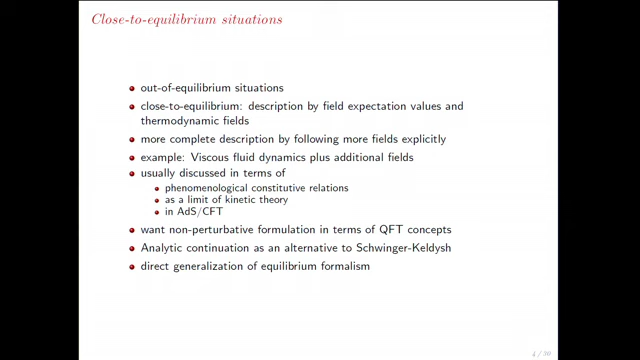 Close-to-equilibrium situations
out-of-equilibrium situations
close-to-equilibrium: description by field expectation values and
thermodynamic fields
more complete description by following more fields explicitly
example: Viscous fluid dynamics plus additional fields
usually discussed in terms of
phenomenological constitutive relations
as a limit of kinetic theory
in AdS/CFT
want non-perturbative formulation in terms of QFT concepts
Analytic continuation as an alternative to Schwinger-Keldysh
direct generalization of equilibrium formalism
4 / 30